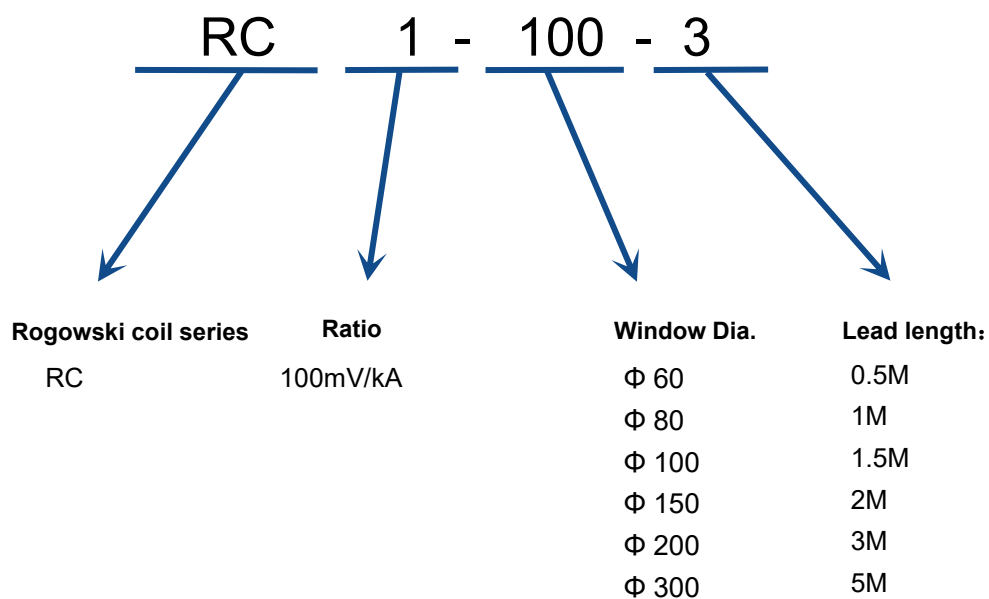 RC 1 - 100 - 3
Rogowski coil series
RC
Ratio
100mV/kA
Window Dia.
Φ 60
Φ 80
Φ 100
Φ 150
Φ 200
Φ 300
Lead length：
0.5M
1M
1.5M
2M
3M
5M